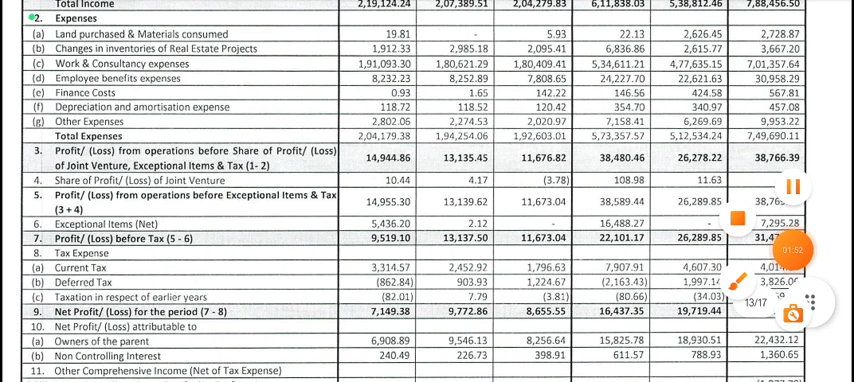 Total Income 2,19,124.24 2,07,389.51 2,04,279.83 6,11,838.03 5,38,812.46 7,88,456.50
2. Expenses
(a) Land purchased & Materials consumed 19.81 - 5.93 22.13 2,626.45 2,728.87
(b) Changes in inventories of Real Estate Projects 1,912.33 2,985.18 2,095.41 6,836.86 2,615.77 3,667.20
(c) Work & Consultancy expenses 1,91,093.30 1,80,621.29 1,80,409.41 5,34,611.21 4,77,635.15 7,01,357.64
(d) Employee benefits expenses 8,232.23 8,252.89 7,808.65 24,227.70 22,621.63 30,958.29
(e) Finance Costs 0.93 1.65 142.22 146.56 424.58 567.81
(f) Depreciation and amortisation expense 118.72 118.52 120.42 354.70 340.97 457.08
(g) Other Expenses 2,802.06 2,274.53 2,020.97 7,158.41 6,269.69 9,953.22
Total Expenses 2,04,179.38 1,94,254.06 1,92,603.01 5,73,357.57 5,12,534.24 7,49,690.11
3. Profit/ (Loss) from operations before Share of Profit/ (Loss)
of Joint Venture, Exceptional Items & Tax (1- 2) 14,944.86 13,135.45 11,676.82 38,480.46 26,278.22 38,766.39
4. Share of Profit/ (Loss) of Joint Venture 10.44 4.17 (3.78) 108.98 11.63
5. Profit/ (Loss) from operations before Exceptional Items & Tax
(3 + 4) 14,955.30 13,139.62 11,673.04 38,589.44 26,289.85
6. Exceptional Items (Net) 5,436.20 2.12 - 16,488.27 - 7,295.28
7. Profit/ (Loss) before Tax (5 - 6) 9,519.10 13,137.50 11,673.04 22,101.17 26,289.85
8. Tax Expense
(a) Current Tax 3,314.57 2,452.92 1,796.63 7,907.91 4,607.30
(b) Deferred Tax (862.84) 903.93 1,224.67 (2,163.43) 1,997.14 3,826.06
(c) Taxation in respect of earlier years (82.01) 7.79 (3.81) (80.66) (34.03)
9. Net Profit/ (Loss) for the period (7 - 8) 7,149.38 9,772.86 8,655.55 16,437.35 19,719.44
10. Net Profit/ (Loss) attributable to
(a) Owners of the parent 6,908.89 9,546.13 8,256.64 15,825.78 18,930.51 22,432.12
(b) Non Controlling Interest 240.49 226.73 398.91 611.57 788.93 1,360.65
11. Other Comprehensive Income (Net of Tax Expense)
01:52
13/17